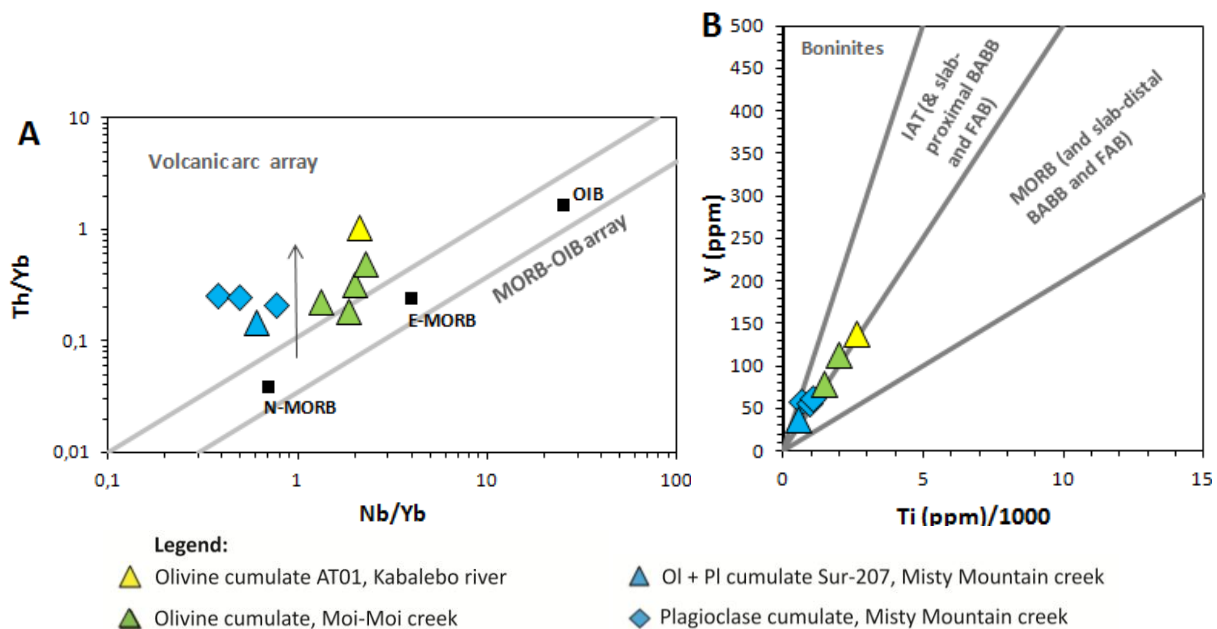 A
Volcanic arc array
OIB
MORB-OIB array
E-MORB
N-MORB
10
1
0,1
0,01
Th/Yb
0,1
1
10
100
Nb/Yb
B
Boninites
IAT (& slab-
proximal BABB
and FAB)
MORB (and slab-distal
BABB and FAB)
500
450
400
350
300
250
200
150
100
50
0
V (ppm)
0
5
10
15
Ti (ppm)/1000
Legend:
Olivine cumulate AT01, Kabalebo river
Ol + Pl cumulate Sur-207, Misty Mountain creek
Olivine cumulate, Moi-Moi creek
Plagioclase cumulate, Misty Mountain creek